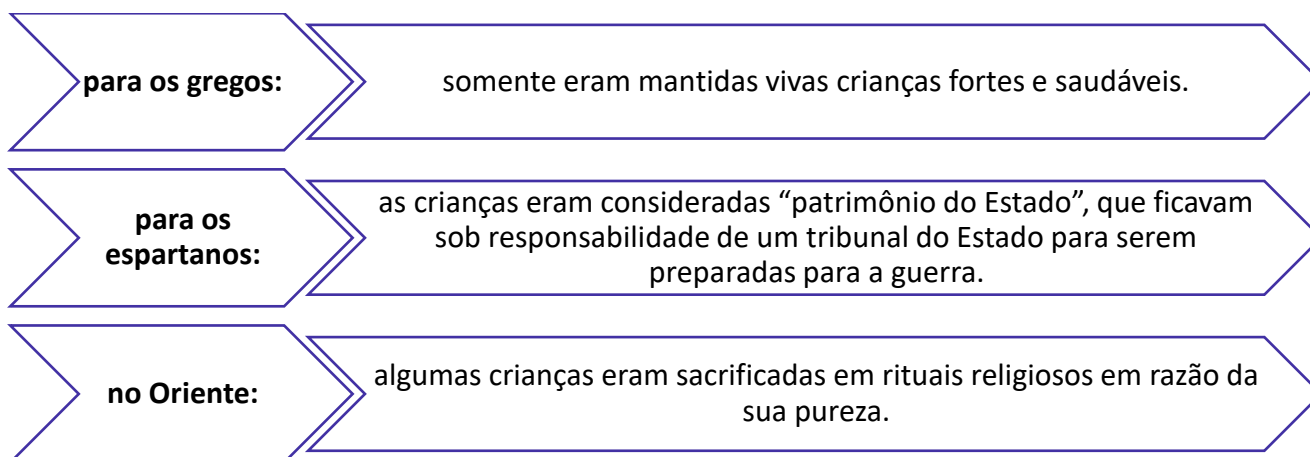 para os gregos:
somente eram mantidas vivas crianças fortes e saudáveis.
para os
espartanos:
as crianças eram consideradas “patrimônio do Estado”, que ficavam
sob responsabilidade de um tribunal do Estado para serem
preparadas para a guerra.
no Oriente:
algumas crianças eram sacrificadas em rituais religiosos em razão da
sua pureza.